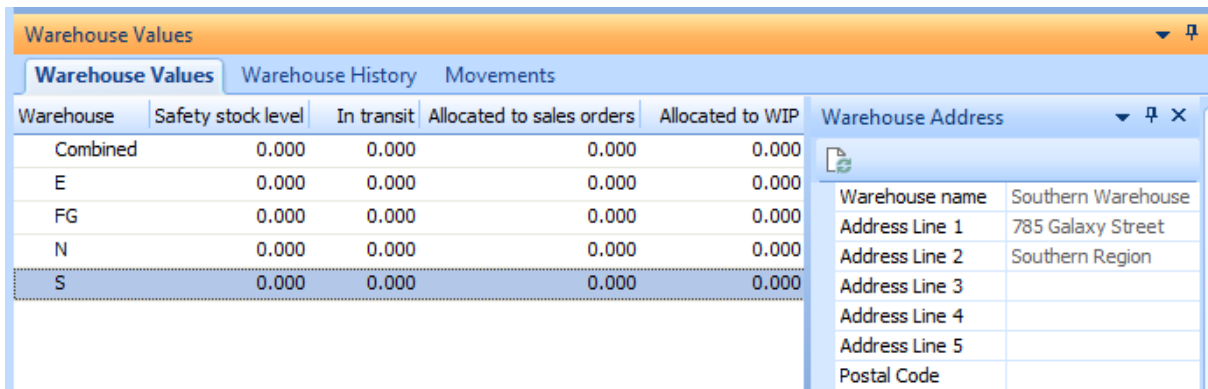 Warehouse Values
Warehouse Values Warehouse History Movements
Warehouse Safety stock level In transit Allocated to sales orders Allocated to WIP
Combined 0.000 0.000 0.000 0.000
E 0.000 0.000 0.000 0.000
FG 0.000 0.000 0.000 0.000
N 0.000 0.000 0.000 0.000
S 0.000 0.000 0.000 0.000
Warehouse Address
Warehouse name Southern Warehouse
Address Line 1 785 Galaxy Street
Address Line 2 Southern Region
Address Line 3
Address Line 4
Address Line 5
Postal Code